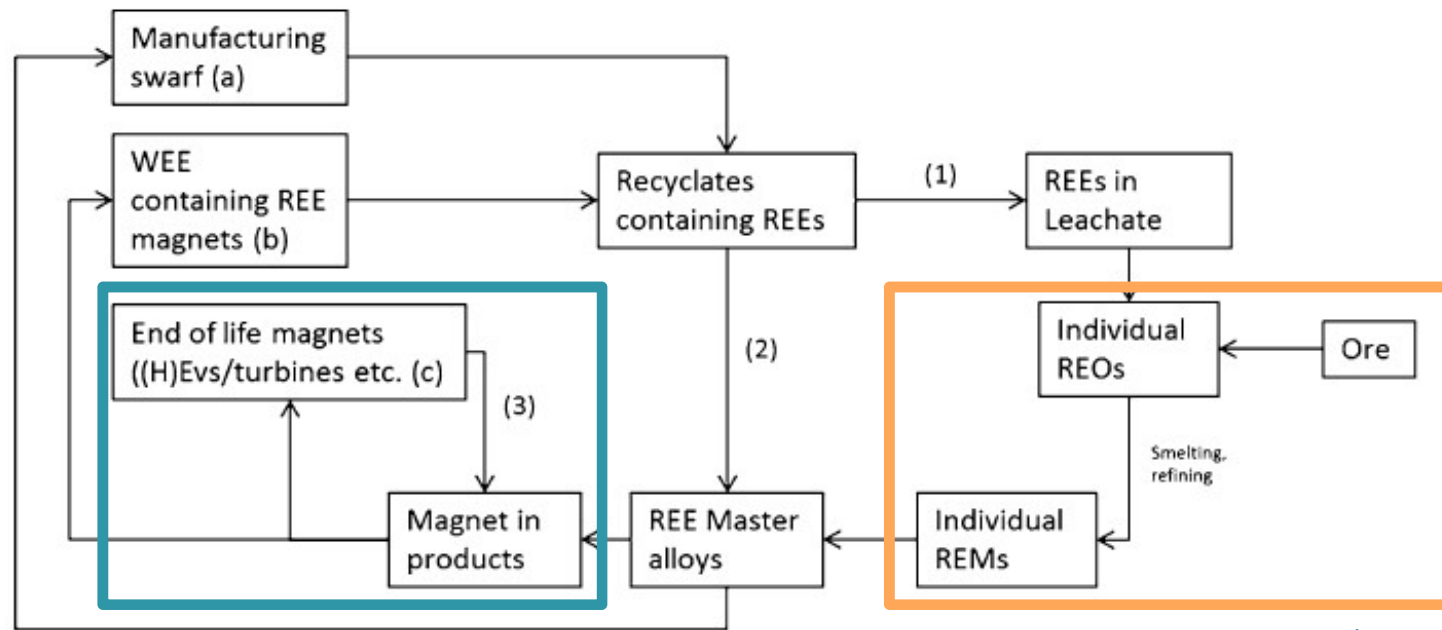 Manufacturing
swarf (a)
WEE
containing REE
magnets (b)
Recyclates
containing REEs
(1)
REEs in
Leachate
End of life magnets
((H)Evs/turbines etc. (c)
(3)
(2)
Individual
REOs
Ore
Smelting,
refining
Magnet in
products
REE Master
alloys
Individual
REMs